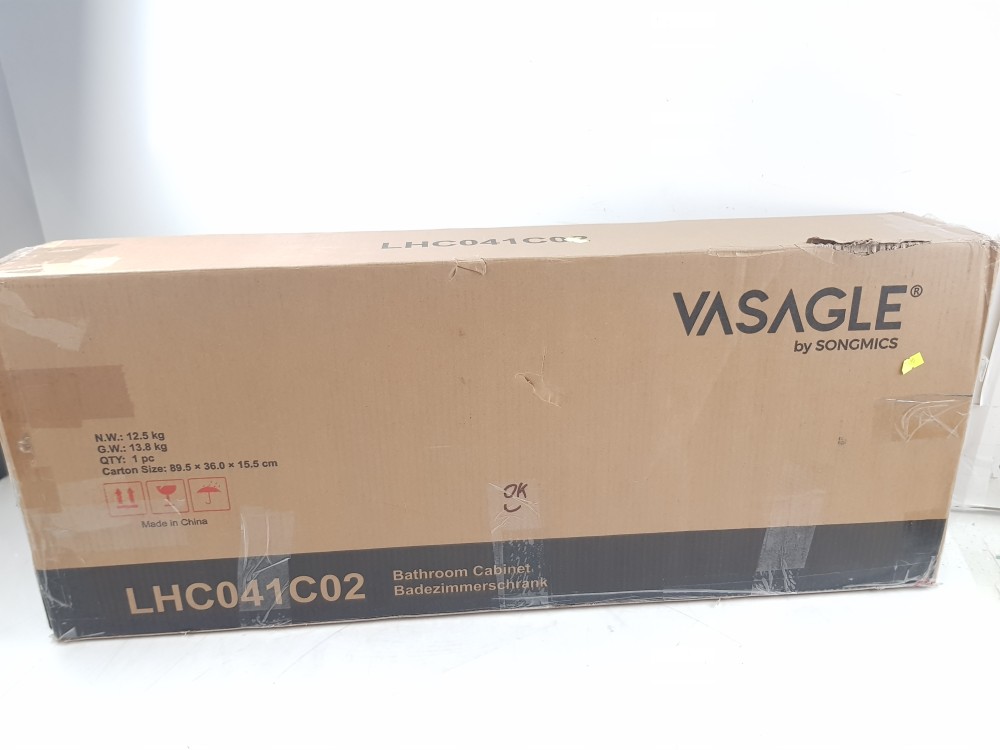 LHC041C02
VASAGLE®
by SONGMICS
N.W.: 12.5 kg
G.W.: 13.8 kg
QTY: 1 pc
Carton Size: 89.5 × 36.0 × 15.5 cm
OK
Made in China
LHC041C02
Bathroom Cabinet
Badezimmerschrank